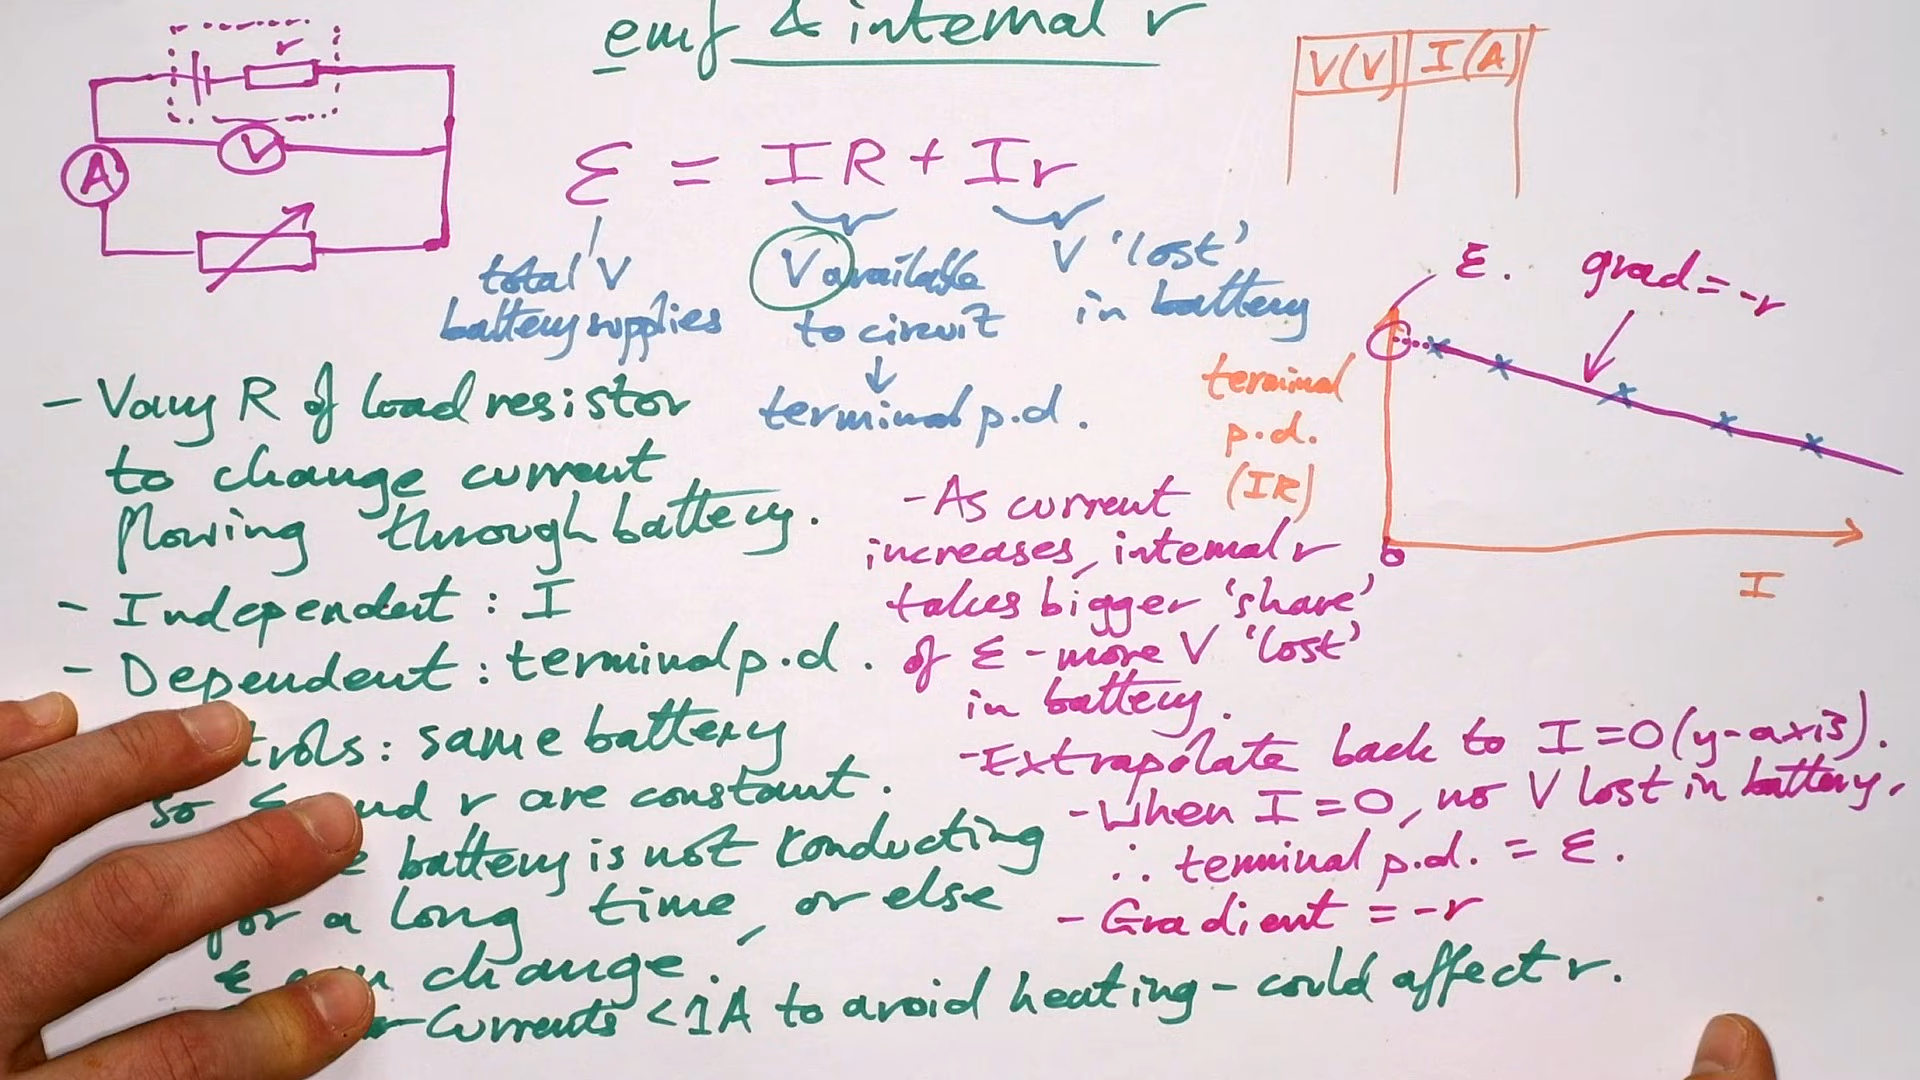 emf & internal r
r
V
A
V(V) I(A)
ε = IR + Ir
total V
battery supplies
V available
to circuit
↓
terminal p.d.
V 'lost'
in battery
ε.
grad = -r
terminal
p.d.
(IR)
0
I
- Vary R of load resistor
to change current
flowing through battery.
- Independent : I
- Dependent : terminal p.d.
trols: same battery
so ε and r are constant.
battery is not conducting
for a long time, or else
ε can change.
- Currents <1A to avoid heating - could affect r.
- As current
increases, internal r
takes bigger 'share'
of ε - more V 'lost'
in battery.
- Extrapolate back to I=0 (y-axis).
- When I=0, no V lost in battery.
∴ terminal p.d. = ε.
- Gradient = -r